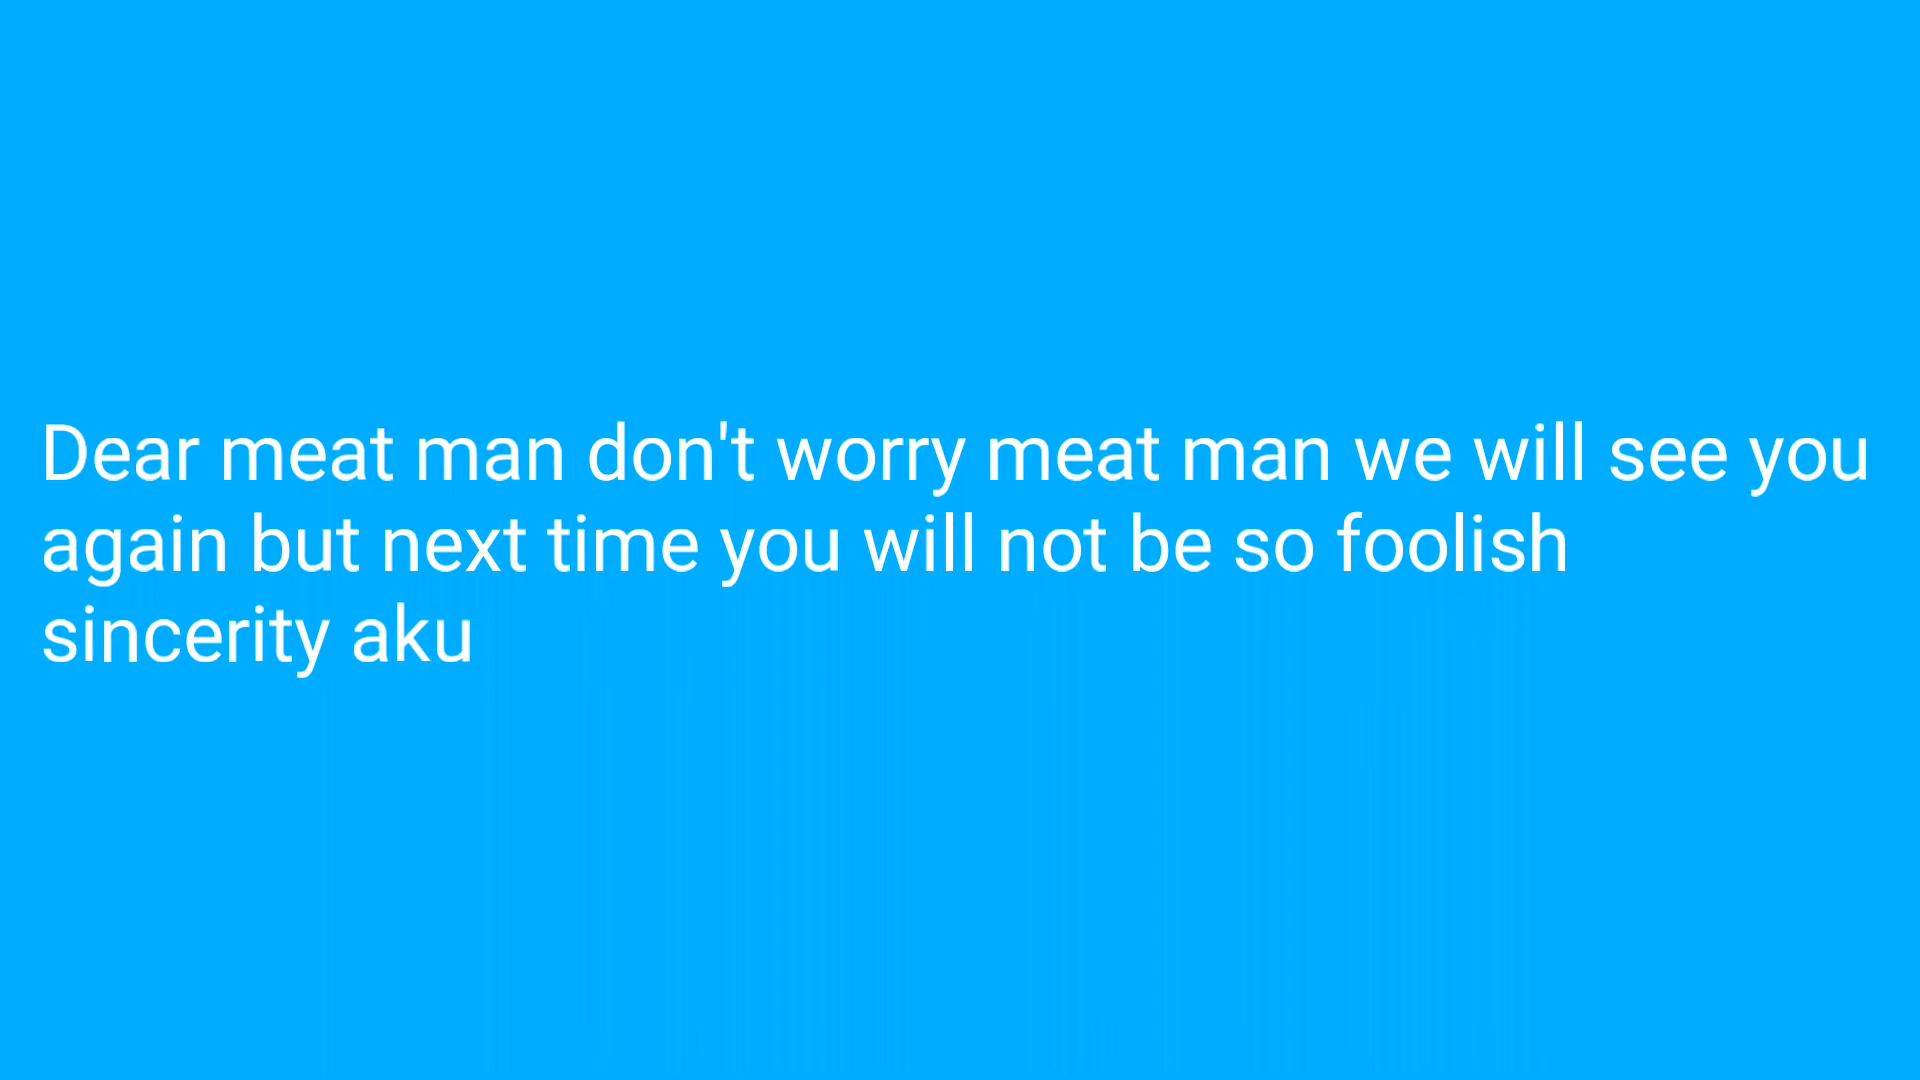 Dear meat man don't worry meat man we will see you
again but next time you will not be so foolish
sincerity aku